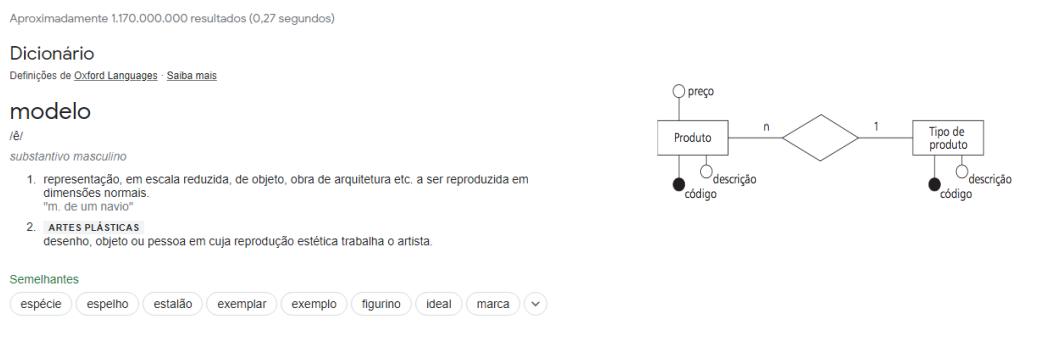 Aproximadamente 1.170.000.000 resultados (0,27 segundos)
Dicionário
Definições de Oxford Languages · Saiba mais
modelo
/ê/
substantivo masculino
1. representação, em escala reduzida, de objeto, obra de arquitetura etc. a ser reproduzida em
dimensões normais.
"m. de um navio"
2. ARTES PLÁSTICAS
desenho, objeto ou pessoa em cuja reprodução estética trabalha o artista.
Semelhantes
espécie espelho estalão exemplar exemplo figurino ideal marca
preço
Produto n 1 Tipo de
produto
descrição descrição
código código